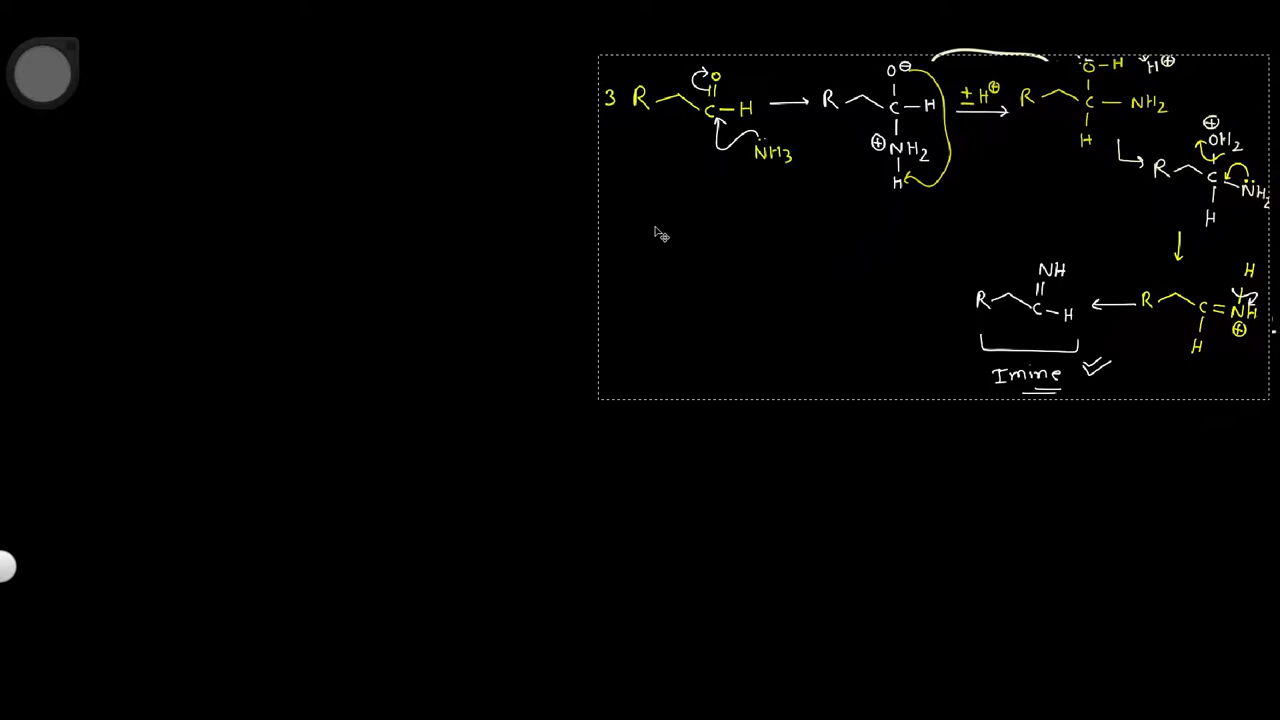 3 R C O H NH3 → R C O ⊖ H ⊕ NH2 H ± H⊕ → R C O-H H NH2 H⊕
R C ⊕ OH2 H NH2
R C = NH H H ⊕
← R C NH H
Imine